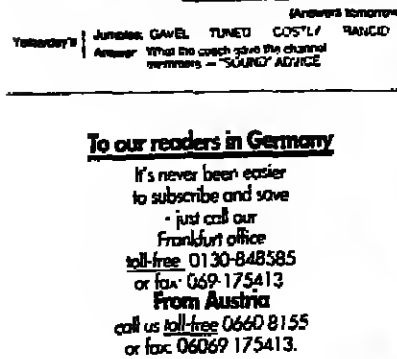 (Answers tomorrow
Yesterday's
Jumbles: GAVEL TUNED COSTLY RANCID
Answer What the coach gave the channel
— "SOUND" ADVICE
To our readers in Germany
It's never been easier
to subscribe and save
- just call our
Frankfurt office
toll-free 0130-848585
or fax: 069-175413
From Austria
call us toll-free 0660 8155
or fax: 06069 175413.